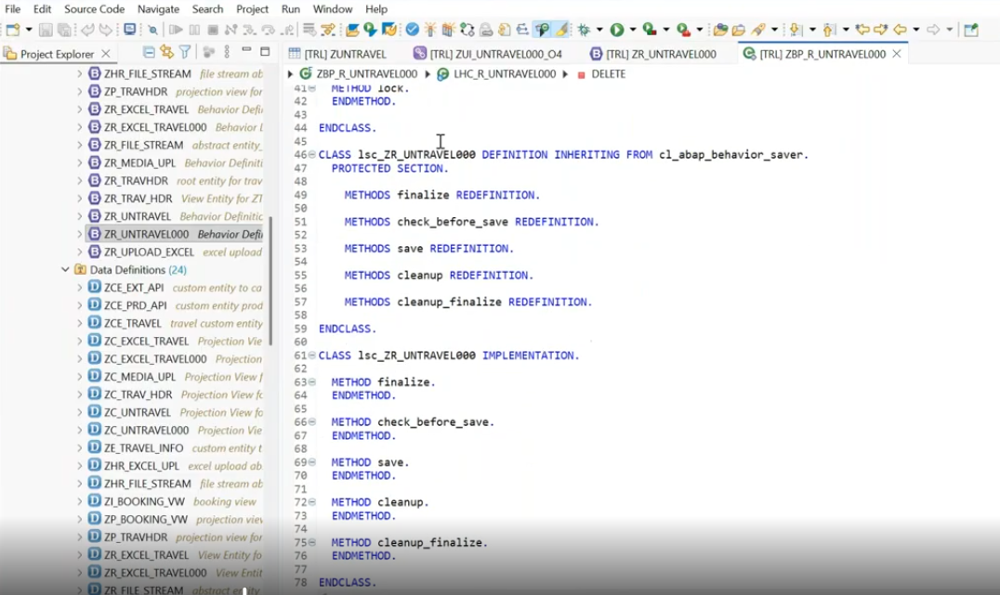 File Edit Source Code Navigate Search Project Run Window Help
Project Explorer
[TRL] ZUNTRAVEL [TRL] ZUI_UNTRAVEL000_O4 [TRL] ZR_UNTRAVEL000 [TRL] ZBP_R_UNTRAVEL000
ZBP_R_UNTRAVEL000 LHC_R_UNTRAVEL000 DELETE
ZHR_FILE_STREAM file stream ab
ZP_TRAVHDR projection view for
ZR_EXCEL_TRAVEL Behavior Defi
ZR_EXCEL_TRAVEL000 Behavior D
ZR_FILE_STREAM abstract entity_
ZR_MEDIA_UPL Behavior Definiti
ZR_TRAVHDR root entity for trav
ZR_TRAV_HDR View Entity for ZT
ZR_UNTRAVEL Behavior Definitic
ZR_UNTRAVEL000 Behavior Defi
ZR_UPLOAD_EXCEL excel upload
Data Definitions (24)
ZCE_EXT_API custom entity to ca
ZCE_PRD_API custom entity prod
ZCE_TRAVEL travel custom entity
ZC_EXCEL_TRAVEL Projection Vie
ZC_EXCEL_TRAVEL000 Projection
ZC_MEDIA_UPL Projection View f
ZC_TRAV_HDR Projection View fo
ZC_UNTRAVEL Projection View fo
ZC_UNTRAVEL000 Projection Vie
ZE_TRAVEL_INFO custom entity t
ZHR_EXCEL_UPL excel upload ab
ZHR_FILE_STREAM file stream ab
ZI_BOOKING_VW booking view
ZP_BOOKING_VW projection view
ZP_TRAVHDR projection view for
ZR_EXCEL_TRAVEL View Entity fo
ZR_EXCEL_TRAVEL000 View Entit
ZR_FILE_STREAM abstract entity
41 METHOD lock.
42 ENDMETHOD.
43
44 ENDCLASS.
45
46 CLASS lsc_ZR_UNTRAVEL000 DEFINITION INHERITING FROM cl_abap_behavior_saver.
47 PROTECTED SECTION.
48
49 METHODS finalize REDEFINITION.
50
51 METHODS check_before_save REDEFINITION.
52
53 METHODS save REDEFINITION.
54
55 METHODS cleanup REDEFINITION.
56
57 METHODS cleanup_finalize REDEFINITION.
58
59 ENDCLASS.
60
61 CLASS lsc_ZR_UNTRAVEL000 IMPLEMENTATION.
62
63 METHOD finalize.
64 ENDMETHOD.
65
66 METHOD check_before_save.
67 ENDMETHOD.
68
69 METHOD save.
70 ENDMETHOD.
71
72 METHOD cleanup.
73 ENDMETHOD.
74
75 METHOD cleanup_finalize.
76 ENDMETHOD.
77
78 ENDCLASS.